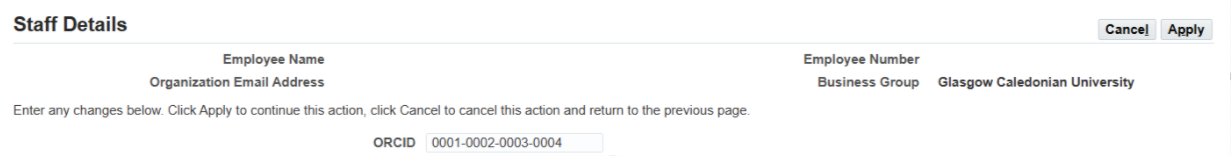 Staff Details
Cancel Apply
Employee Name Employee Number
Organization Email Address Business Group Glasgow Caledonian University
Enter any changes below. Click Apply to continue this action, click Cancel to cancel this action and return to the previous page.
ORCID 0001-0002-0003-0004